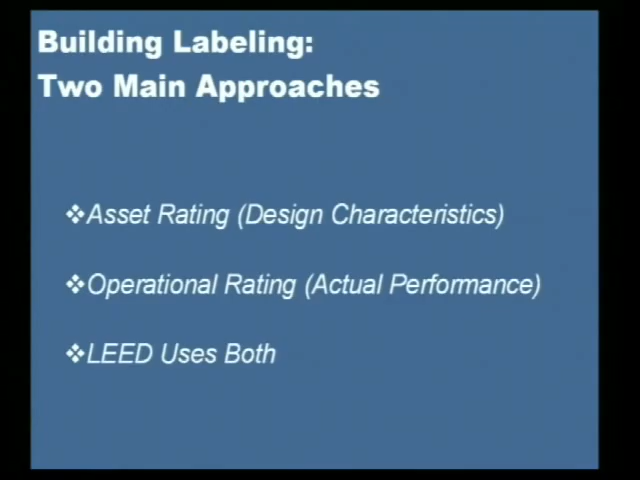 Building Labeling:
Two Main Approaches
❖Asset Rating (Design Characteristics)
❖Operational Rating (Actual Performance)
❖LEED Uses Both